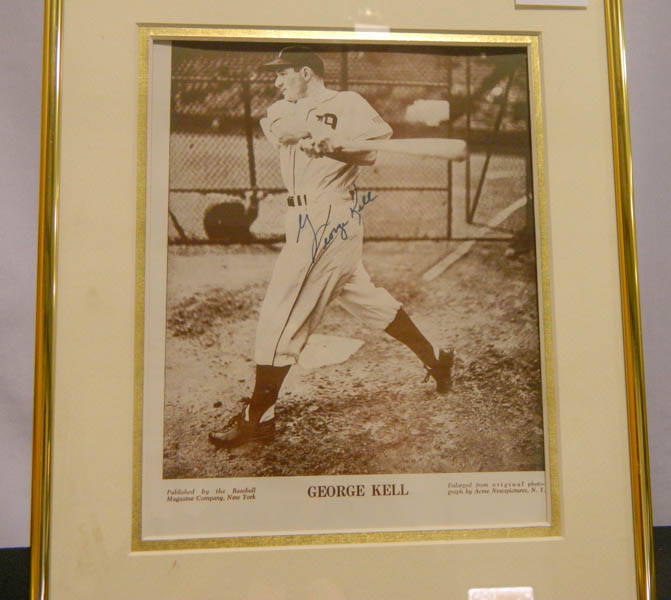 D
George Kell
Published by the Baseball
Magazine Company, New York
GEORGE KELL
Enlarged from original photo-
graph by Acme Newspictures, N. Y.